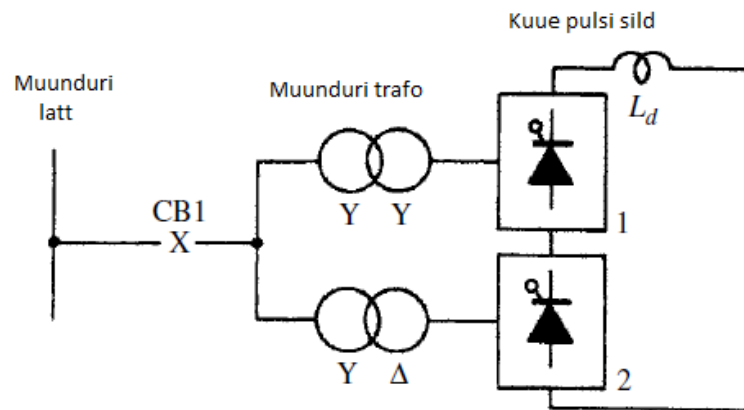 Kuue pulsi sild
Muunduri
latt
Muunduri trafo
L_d
CB1
X
Y Y
1
Y Δ
2